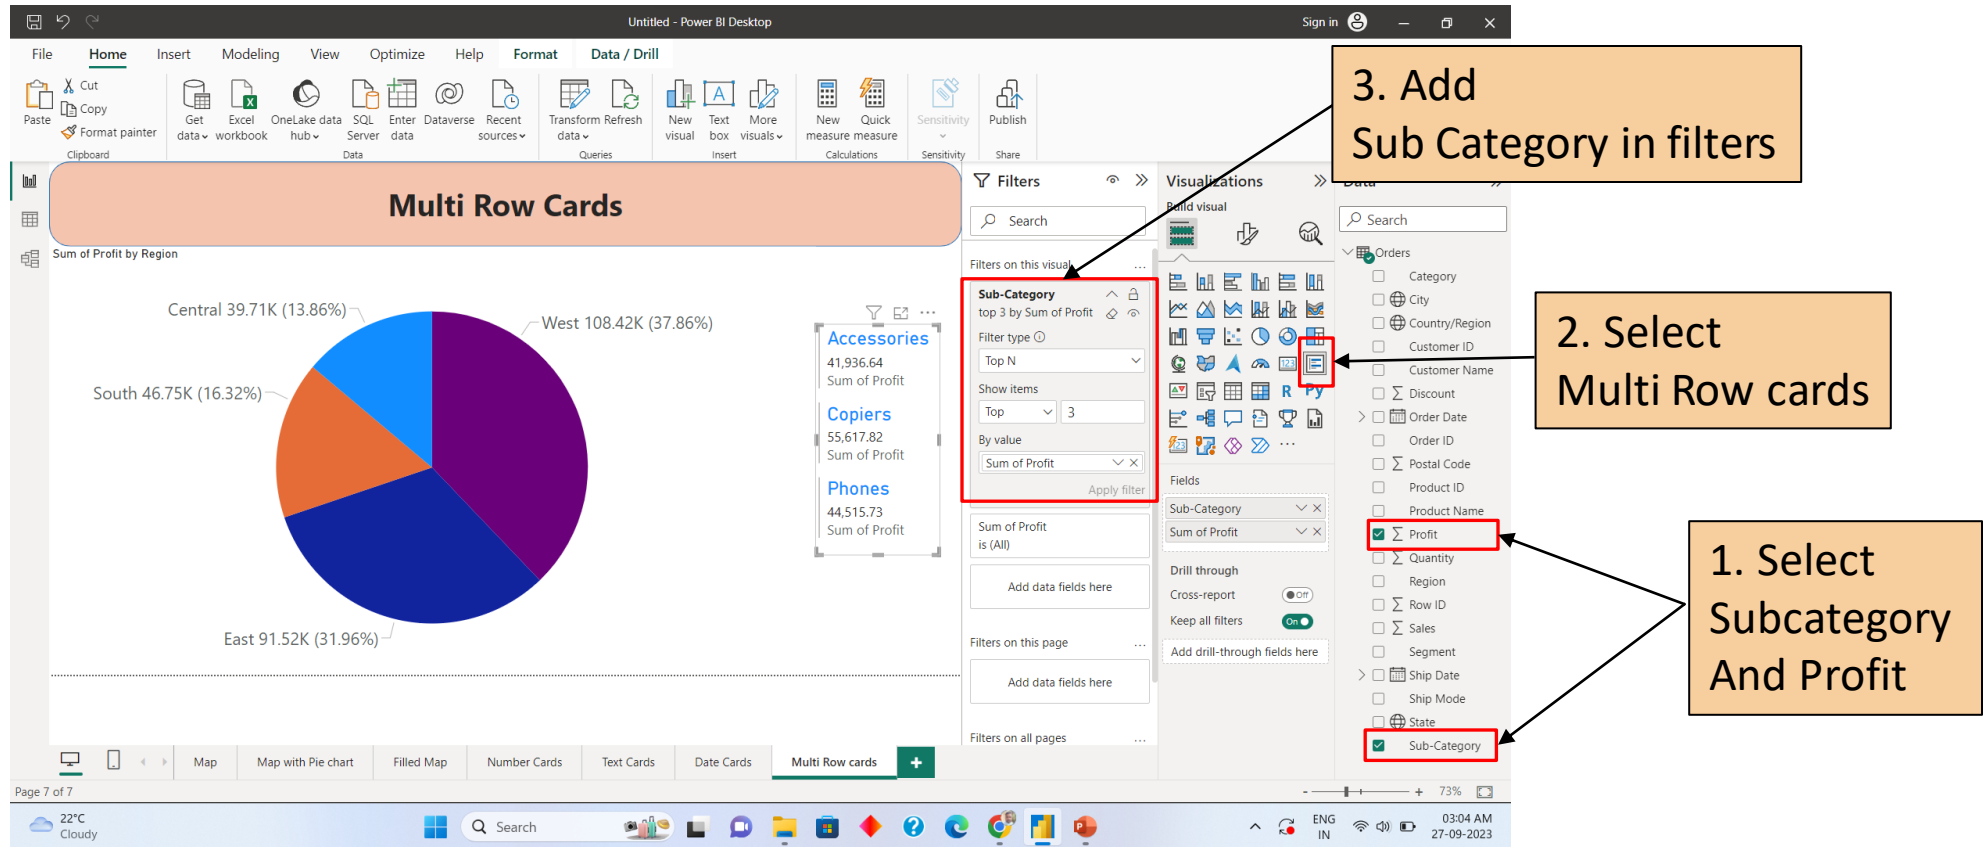 Untitled - Power BI Desktop
Sign in
File Home Insert Modeling View Optimize Help Format Data / Drill
Paste
Cut
Copy
Format painter
Clipboard
Get data
Excel workbook
OneLake data hub
SQL Server
Enter data
Dataverse
Recent sources
Data
Transform data
Refresh
Queries
New visual
Text box
More visuals
Insert
New measure
Quick measure
Calculations
Sensitivity
Sensitivity
Publish
Share
3. Add
Sub Category in filters
Multi Row Cards
Sum of Profit by Region
Central 39.71K (13.86%)
West 108.42K (37.86%)
South 46.75K (16.32%)
East 91.52K (31.96%)
Accessories
41,936.64
Sum of Profit
Copiers
55,617.82
Sum of Profit
Phones
44,515.73
Sum of Profit
Filters
Search
Filters on this visual
Sub-Category
top 3 by Sum of Profit
Filter type
Top N
Show items
Top 3
By value
Sum of Profit
Apply filter
Sum of Profit
is (All)
Add data fields here
Filters on this page
Add data fields here
Filters on all pages
Visualizations
Build visual
123
R Py
123
Fields
Sub-Category
Sum of Profit
Drill through
Cross-report Off
Keep all filters On
Add drill-through fields here
Data
Search
Orders
Category
City
Country/Region
Customer ID
Customer Name
Discount
Order Date
Order ID
Postal Code
Product ID
Product Name
Profit
Quantity
Region
Row ID
Sales
Segment
Ship Date
Ship Mode
State
Sub-Category
2. Select
Multi Row cards
1. Select
Subcategory
And Profit
Map Map with Pie chart Filled Map Number Cards Text Cards Date Cards Multi Row cards
Page 7 of 7
73%
22°C
Cloudy
Search
ENG
IN
03:04 AM
27-09-2023